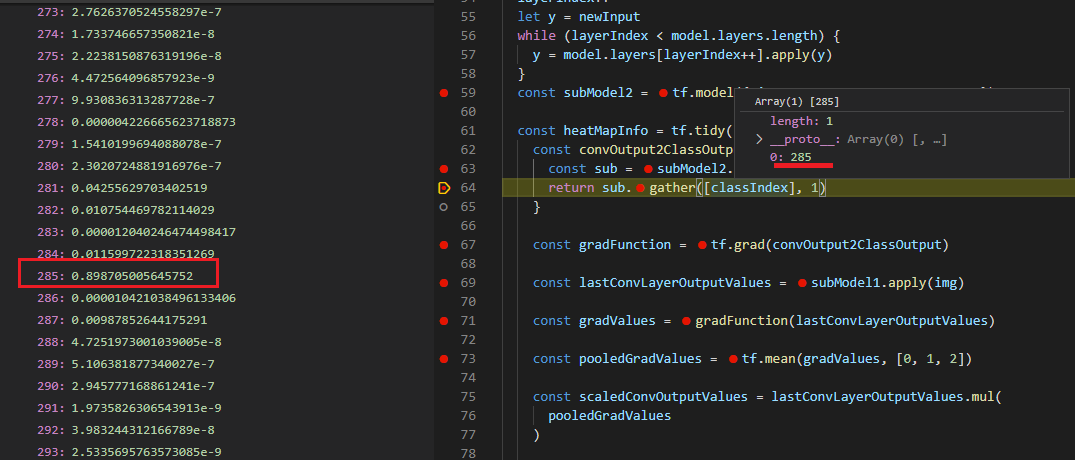 273: 2.7626370524558297e-7
274: 1.733746657350821e-8
275: 2.2238150876319196e-8
276: 4.472564096857923e-9
277: 9.930836313287728e-7
278: 0.000004226665623718873
279: 1.5410199694088078e-7
280: 2.3020724881916976e-7
281: 0.04255629703402519
282: 0.010754469782114029
283: 0.000012040246474498417
284: 0.011599722318351269
285: 0.898705005645752
286: 0.000010421038496133406
287: 0.00987852644175291
288: 4.7251973001039005e-8
289: 5.106381877340027e-7
290: 2.945777168861241e-7
291: 1.9735826306543913e-9
292: 3.983244312166789e-8
293: 2.5335695763573085e-9
55 let y = newInput
56 while (layerIndex < model.layers.length) {
57 y = model.layers[layerIndex++].apply(y)
58 }
59 const subModel2 = tf.model
60
61 const heatMapInfo = tf.tidy(
62 const convOutput2ClassOutp
63 const sub = subModel2.
64 return sub. gather([classIndex], 1)
65 }
66
67 const gradFunction = tf.grad(convOutput2ClassOutput)
68
69 const lastConvLayerOutputValues = subModel1.apply(img)
70
71 const gradValues = gradFunction(lastConvLayerOutputValues)
72
73 const pooledGradValues = tf.mean(gradValues, [0, 1, 2])
74
75 const scaledConvOutputValues = lastConvLayerOutputValues.mul(
76 pooledGradValues
77 )
78
Array(1) [285]
length: 1
__proto__: Array(0) [, …]
0: 285